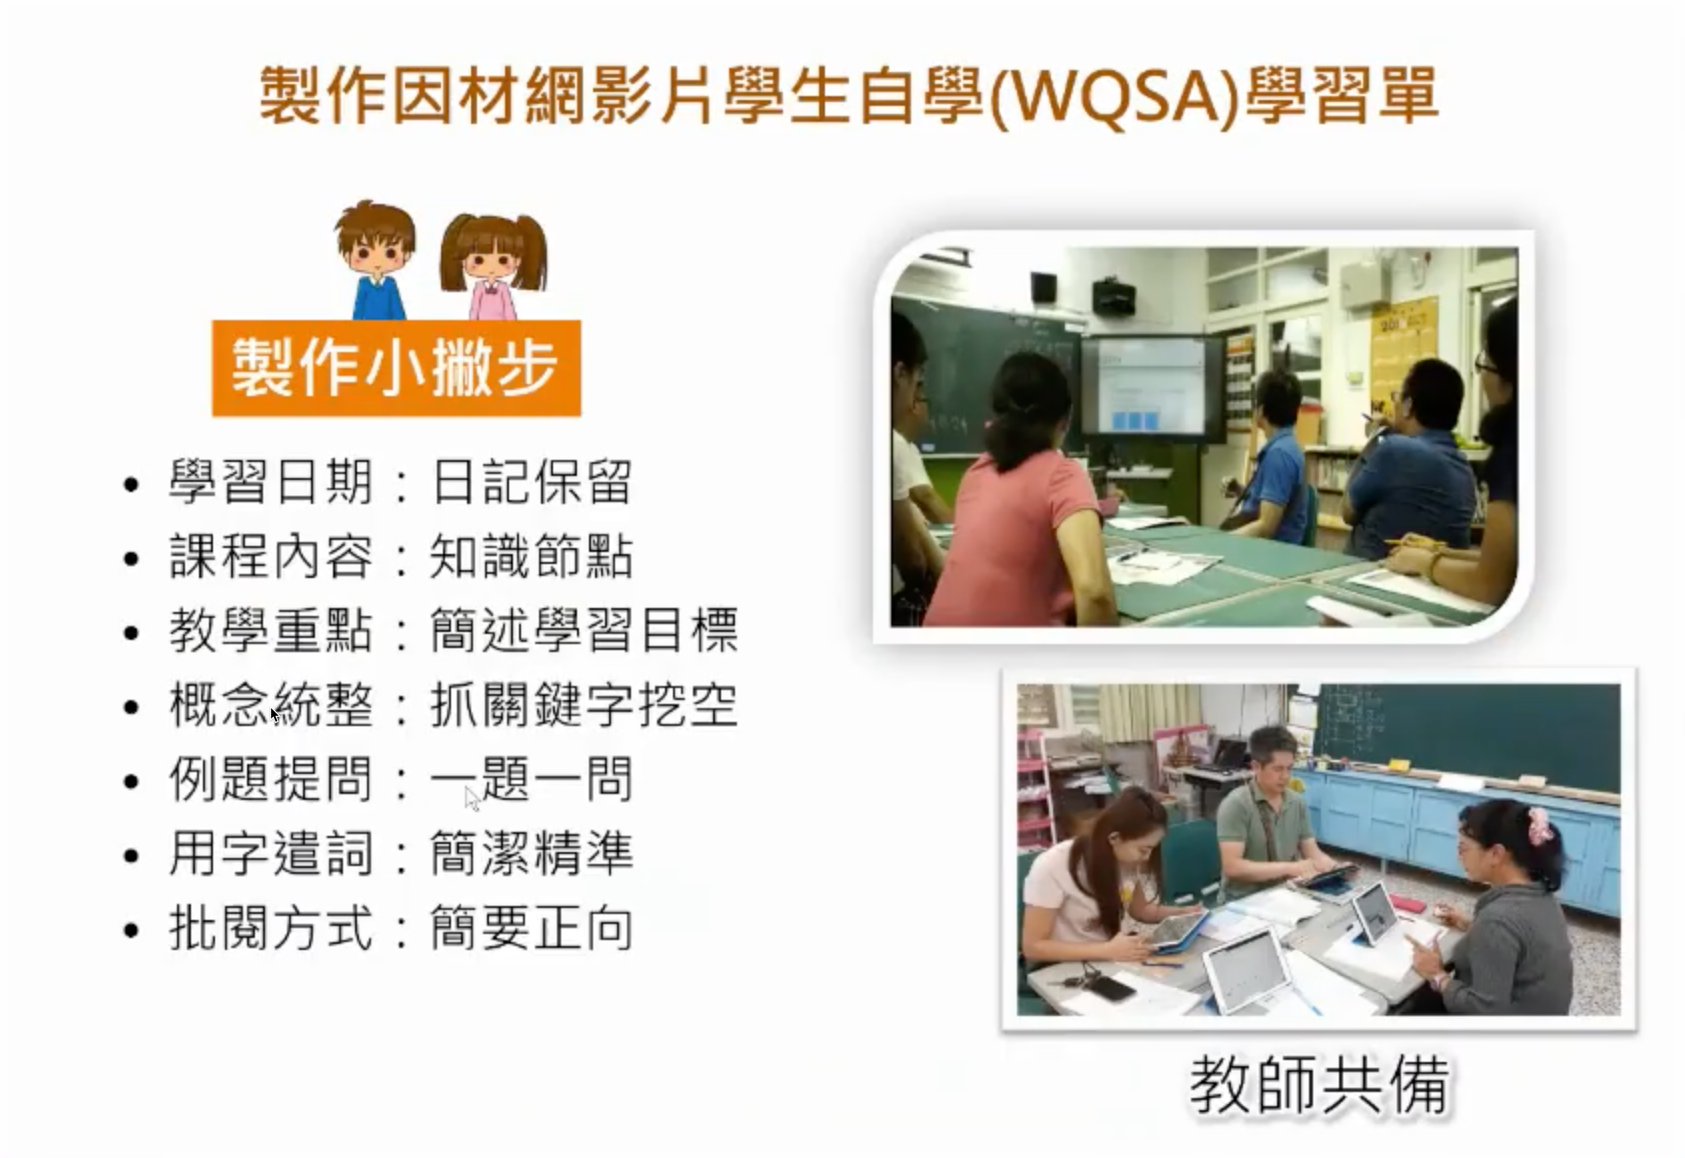 製作因材網影片學生自學(WQSA)學習單
製作小撇步
• 學習日期：日記保留
• 課程內容：知識節點
• 教學重點：簡述學習目標
• 概念統整：抓關鍵字挖空
• 例題提問：一題一問
• 用字遣詞：簡潔精準
• 批閱方式：簡要正向
教師共備